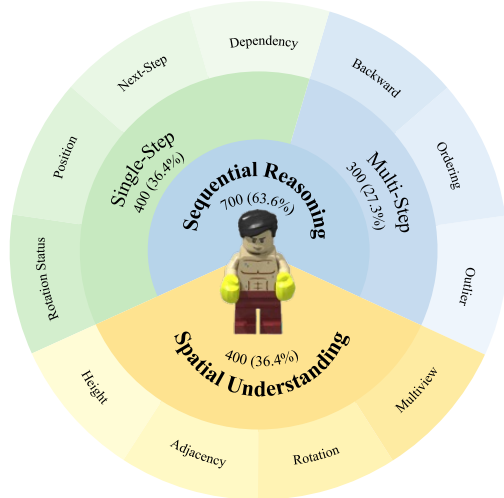 Dependency
Next-Step
Backward
Position
Ordering
Rotation Status
Outlier
Single-Step
400 (36.4%)
Multi-Step
300 (27.3%)
Sequential Reasoning
700 (63.6%)
400 (36.4%)
Spatial Understanding
Height
Adjacency
Rotation
Multiview